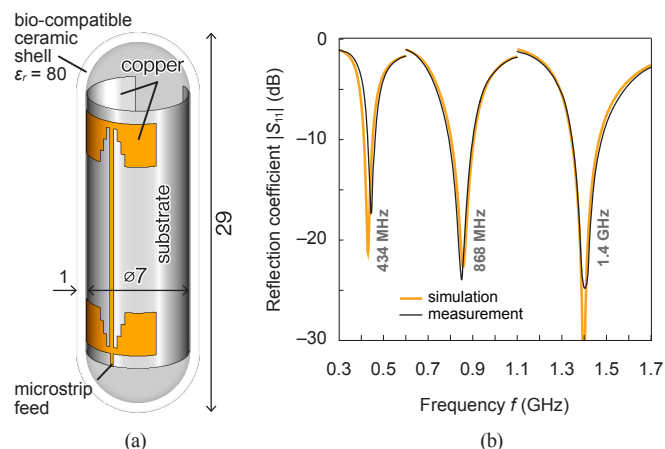 bio-compatible
ceramic
shell
εr = 80
copper
substrate
29
1
⌀7
microstrip
feed
(a)
Reflection coefficient |S11| (dB)
0
−10
−20
−30
434 MHz
868 MHz
1.4 GHz
simulation
measurement
0.3 0.5 0.7 0.9 1.1 1.3 1.5 1.7
Frequency f (GHz)
(b)